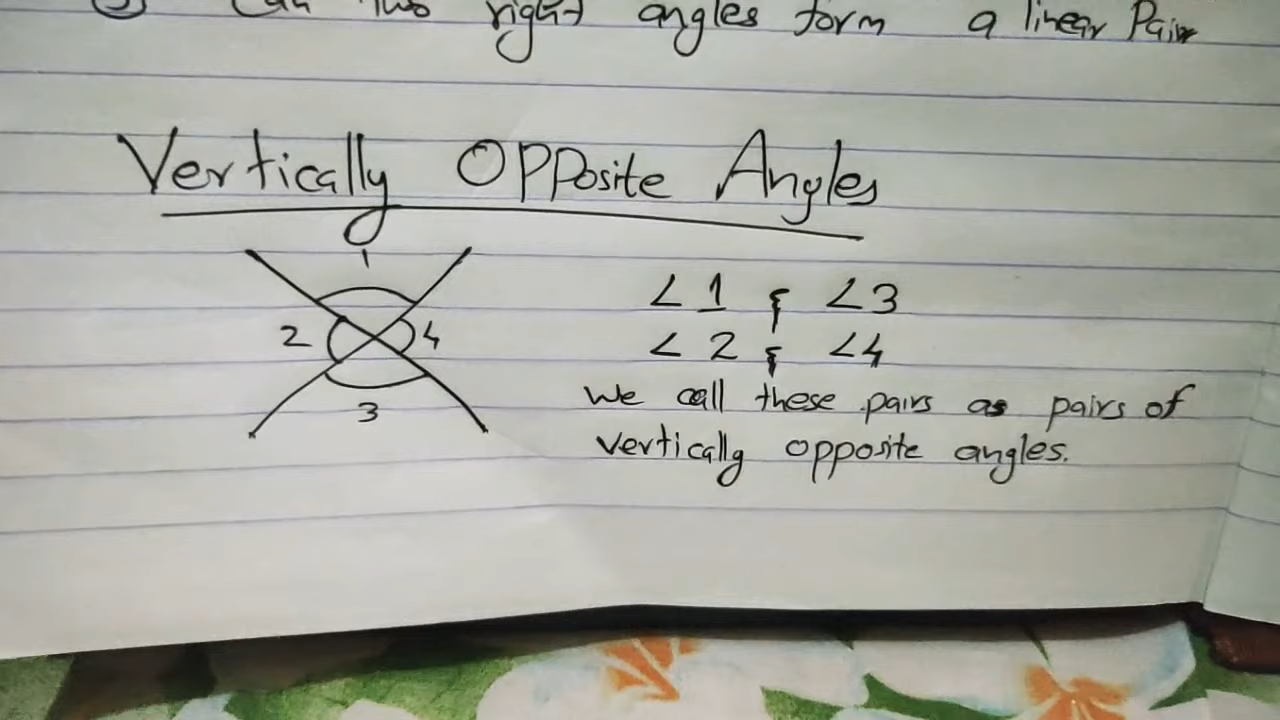 Can Two right angles form a linear Pair
Vertically Opposite Angles
1
2
4
3
∠1 & ∠3
∠2 & ∠4
We call these pairs as pairs of
vertically opposite angles.